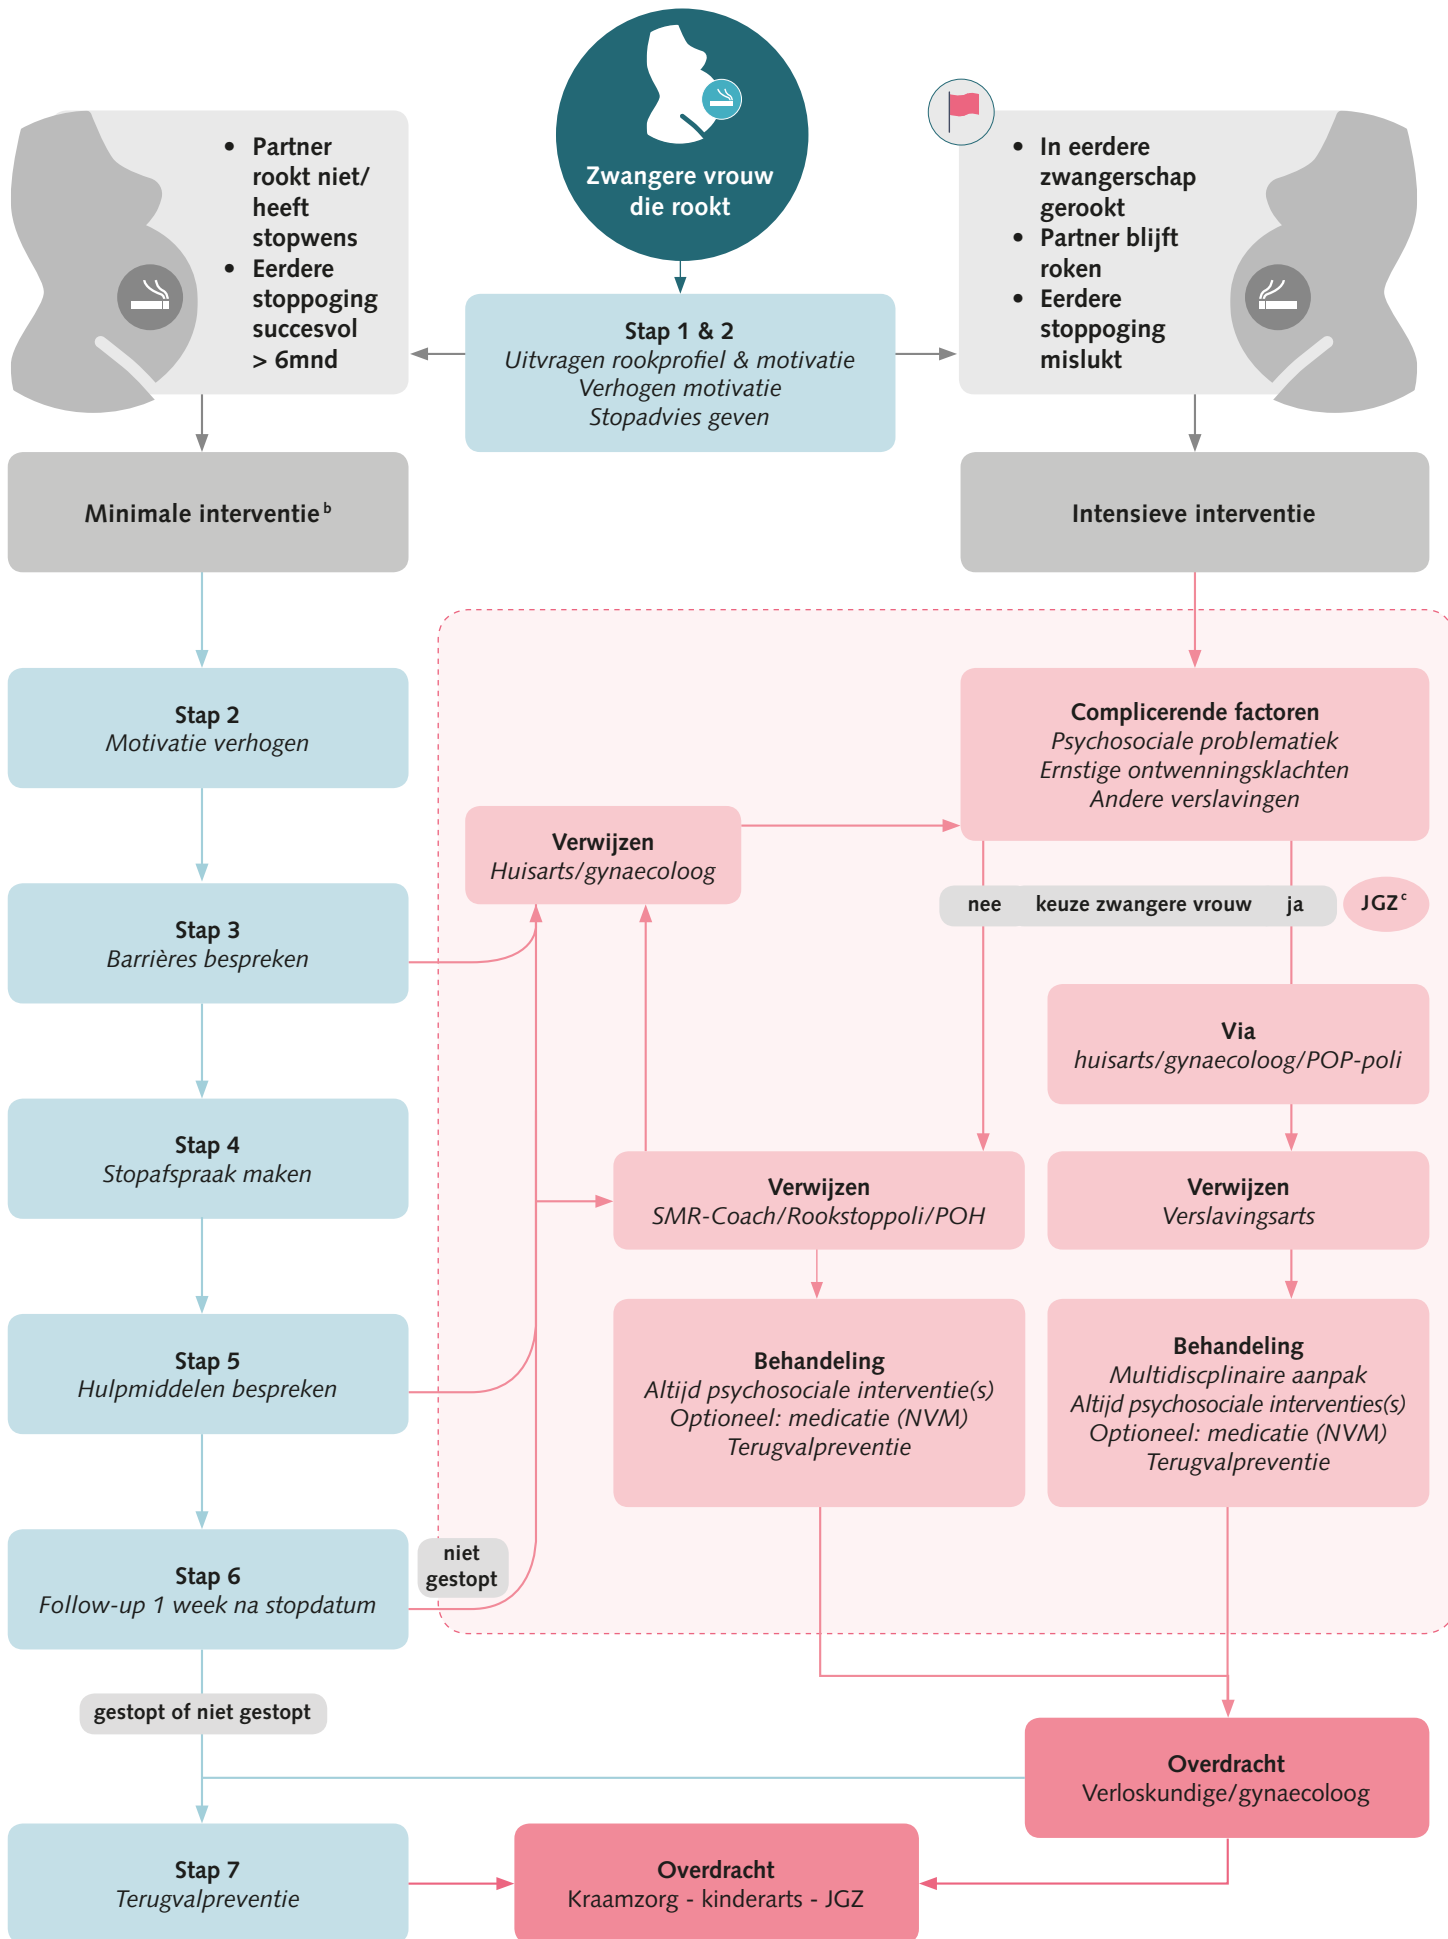 Zwangere vrouw
die rookt
• Partner
rookt niet/
heeft
stopwens
• Eerdere
stoppoging
succesvol
> 6mnd
Stap 1 & 2
Uitvragen rookprofiel & motivatie
Verhogen motivatie
Stopadvies geven
• In eerdere
zwangerschap
gerookt
• Partner blijft
roken
• Eerdere
stoppoging
mislukt
Minimale interventie b
Intensieve interventie
Stap 2
Motivatie verhogen
Complicerende factoren
Psychosociale problematiek
Ernstige ontwenningsklachten
Andere verslavingen
Verwijzen
Huisarts/gynaecoloog
nee keuze zwangere vrouw ja
JGZ c
Stap 3
Barrières bespreken
Via
huisarts/gynaecoloog/POP-poli
Stap 4
Stopafspraak maken
Verwijzen
SMR-Coach/Rookstoppoli/POH
Verwijzen
Verslavingsarts
Stap 5
Hulpmiddelen bespreken
Behandeling
Altijd psychosociale interventie(s)
Optioneel: medicatie (NVM)
Terugvalpreventie
Behandeling
Multidiscplinaire aanpak
Altijd psychosociale interventies(s)
Optioneel: medicatie (NVM)
Terugvalpreventie
Stap 6
Follow-up 1 week na stopdatum
niet
gestopt
gestopt of niet gestopt
Overdracht
Verloskundige/gynaecoloog
Stap 7
Terugvalpreventie
Overdracht
Kraamzorg - kinderarts - JGZ